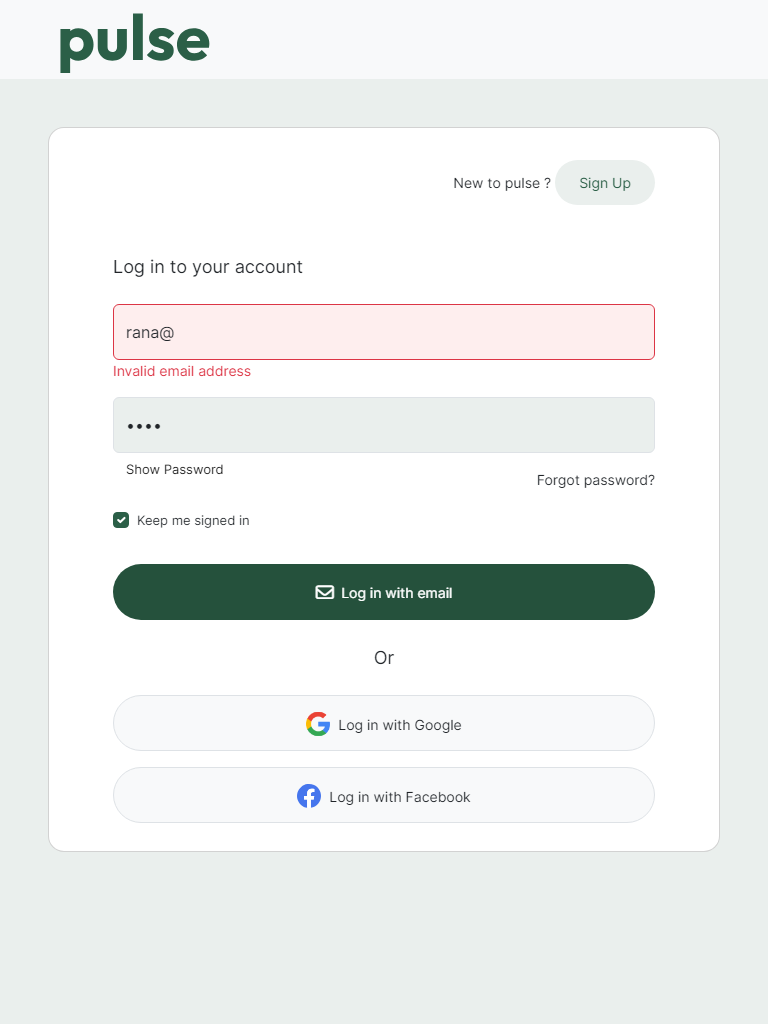 pulse
New to pulse ? Sign Up
Log in to your account
rana@
Invalid email address
••••
Show Password
Forgot password?
Keep me signed in
Log in with email
Or
Log in with Google
Log in with Facebook